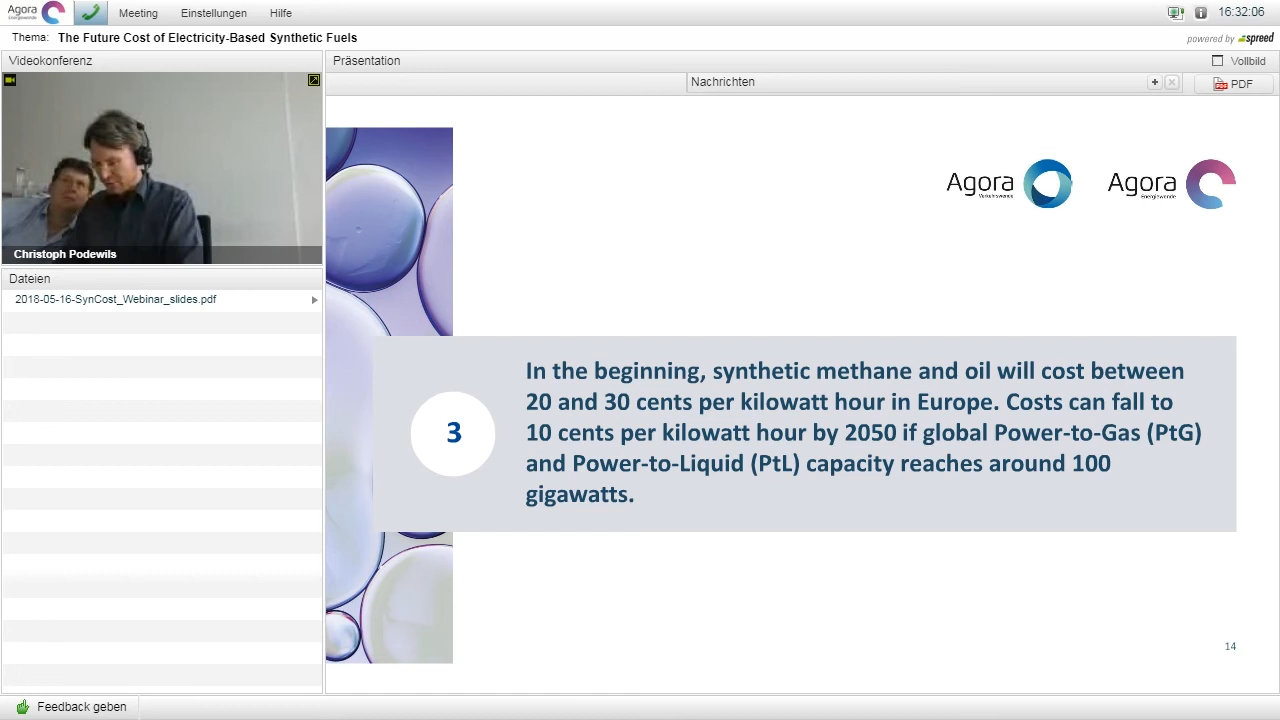 Agora
Energiewende
Meeting
Einstellungen
Hilfe
16:32:06
Thema: The Future Cost of Electricity-Based Synthetic Fuels
powered by spreed
Videokonferenz
Präsentation
Vollbild
Nachrichten
PDF
Christoph Podewils
Dateien
2018-05-16-SynCost_Webinar_slides.pdf
Agora
Verkehrswende
Agora
Energiewende
3
In the beginning, synthetic methane and oil will cost between
20 and 30 cents per kilowatt hour in Europe. Costs can fall to
10 cents per kilowatt hour by 2050 if global Power-to-Gas (PtG)
and Power-to-Liquid (PtL) capacity reaches around 100
gigawatts.
14
Feedback geben